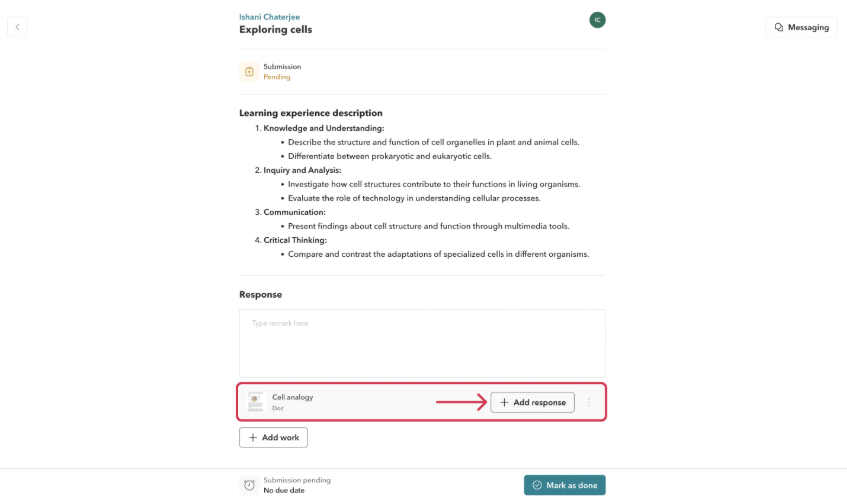 Ishani Chaterjee
Exploring cells
IC
Messaging
Submission
Pending
Learning experience description
1. Knowledge and Understanding:
• Describe the structure and function of cell organelles in plant and animal cells.
• Differentiate between prokaryotic and eukaryotic cells.
2. Inquiry and Analysis:
• Investigate how cell structures contribute to their functions in living organisms.
• Evaluate the role of technology in understanding cellular processes.
3. Communication:
• Present findings about cell structure and function through multimedia tools.
4. Critical Thinking:
• Compare and contrast the adaptations of specialized cells in different organisms.
Response
Type remark here
Cell analogy
Doc
+ Add response
+ Add work
Submission pending
No due date
Mark as done